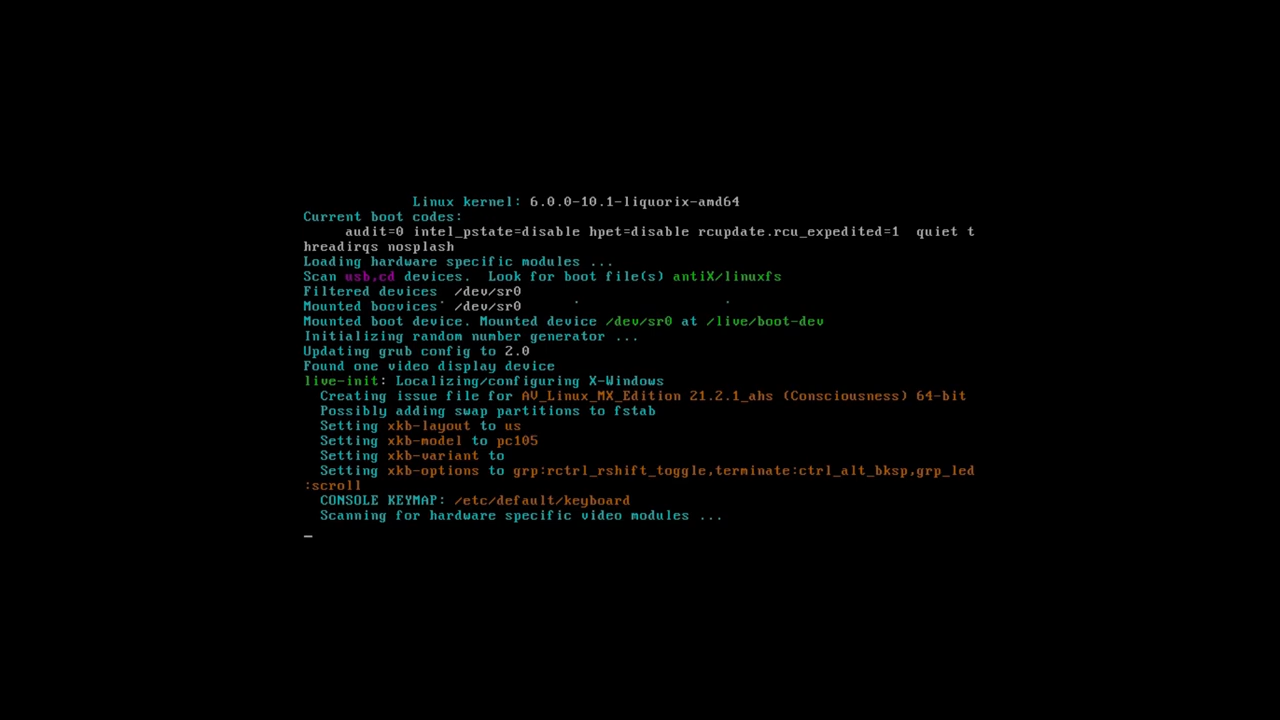 Linux kernel: 6.0.0-10.1-liquorix-amd64
Current boot codes:
audit=0 intel_pstate=disable hpet=disable rcupdate.rcu_expedited=1  quiet t
hreadirqs nosplash
Loading hardware specific modules ...
Scan usb,cd devices.  Look for boot file(s) antiX/linuxfs
Filtered devices  /dev/sr0
Mounted boovices  /dev/sr0
Mounted boot device. Mounted device /dev/sr0 at /live/boot-dev
Initializing random number generator ...
Updating grub config to 2.0
Found one video display device
live-init: Localizing/configuring X-Windows
Creating issue file for AV_Linux_MX_Edition 21.2.1_ahs (Consciousness) 64-bit
Possibly adding swap partitions to fstab
Setting xkb-layout to us
Setting xkb-model to pc105
Setting xkb-variant to
Setting xkb-options to grp:rctrl_rshift_toggle,terminate:ctrl_alt_bksp,grp_led
:scroll
CONSOLE KEYMAP: /etc/default/keyboard
Scanning for hardware specific video modules ...
_